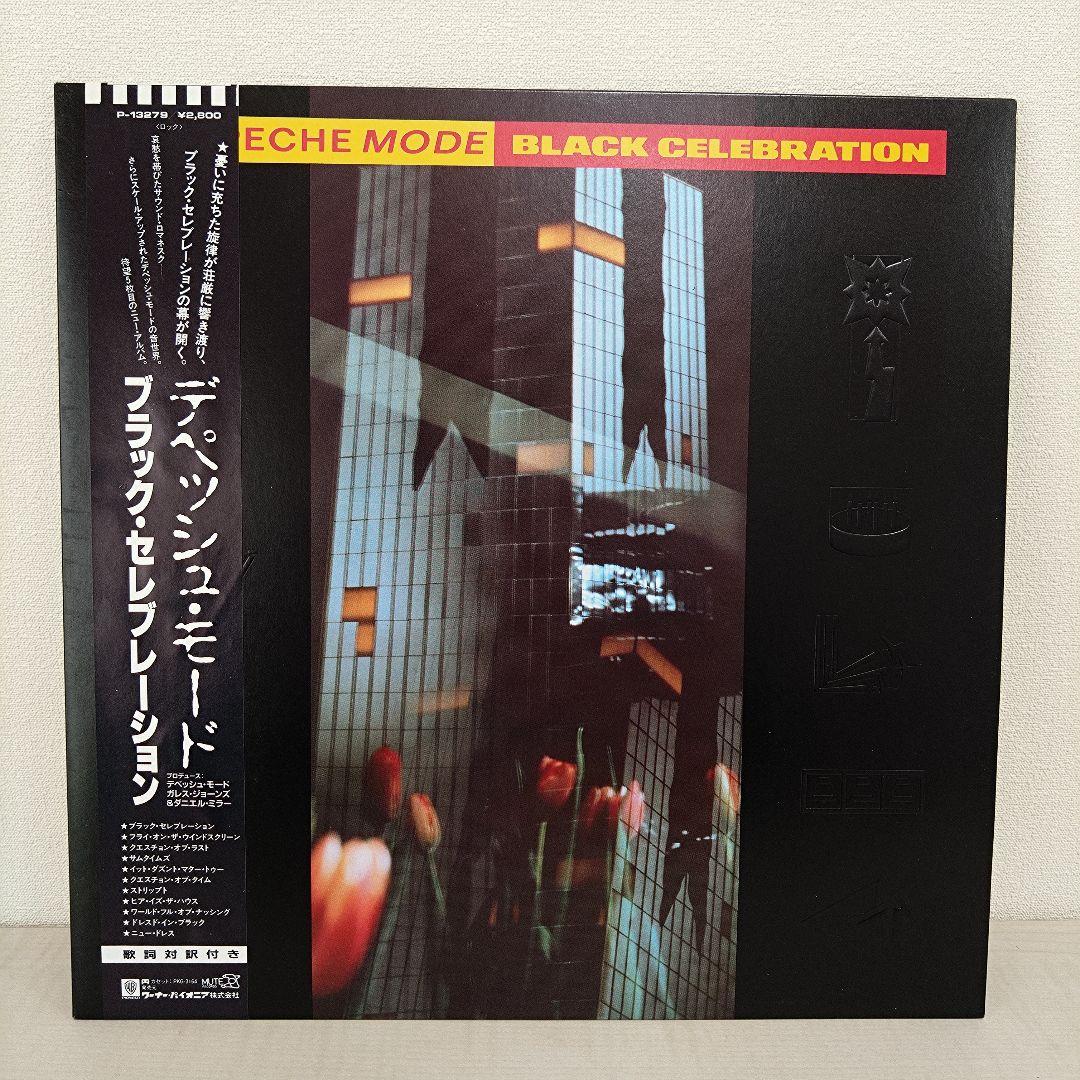 P-13279 ¥2,800
〈ロック〉
★憂いに充ちた旋律が荘厳に響き渡り、
ブラック・セレブレーションの幕が開く。
哀愁を帯びたサウンド・ロマネスク──
さらにスケール・アップされたデペッシュ・モードの音世界。
待望5枚目のニュー・アルバム。
デペッシュ・モード
ブラック・セレブレーション
プロデュース:
デペッシュ・モード
ガレス・ジョーンズ
&ダニエル・ミラー
★ブラック・セレブレーション
★フライ・オン・ザ・ウインドスクリーン
★クエスチョン・オブ・ラスト
★サムタイムズ
★イット・ダズント・マター・トゥー
★クエスチョン・オブ・タイム
★ストリップト
★ヒア・イズ・ザ・ハウス
★ワールド・フル・オブ・ナッシング
★ドレスド・イン・ブラック
★ニュー・ドレス
歌詞対訳付き
カセット:PKG-3164
MUTE
発売元
ワーナー・パイオニア株式会社
ECHE MODE BLACK CELEBRATION